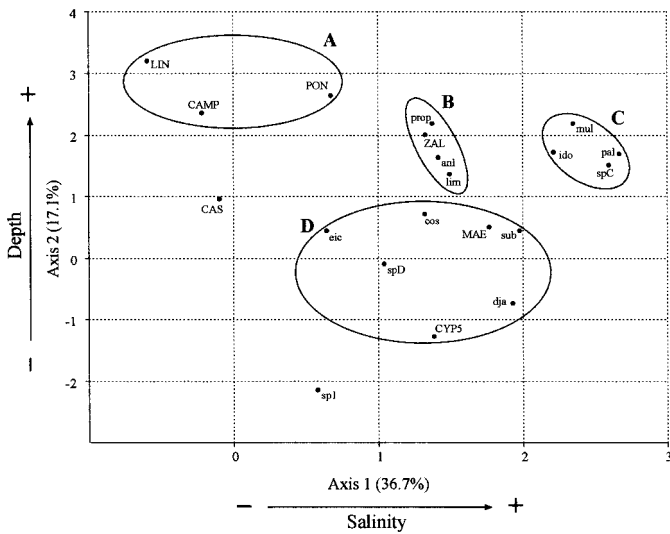 3
2
1
0
-1
-2
+
Depth
−
Axis 2 (17.1%)
A
LIN
CAMP
PON
B
prop
ZAL
ani
lim
C
mul
ido
pal
spC
CAS
D
eic
cos
MAE
sub
spD
dja
CYP5
sp1
0
1
2
3
Axis 1 (36.7%)
− +
Salinity